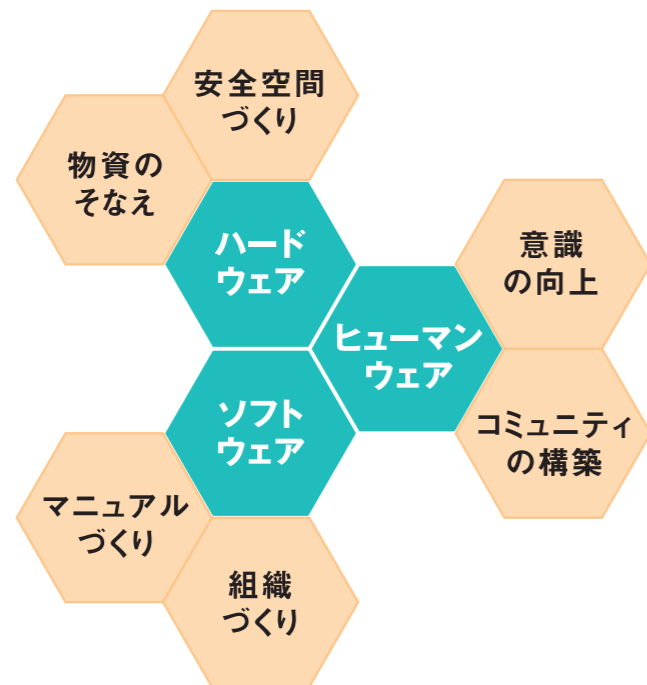 安全空間
づくり
物資の
そなえ
ハード
ウェア
意識
の向上
ヒューマン
ウェア
ソフト
ウェア
コミュニティ
の構築
マニュアル
づくり
組織
づくり